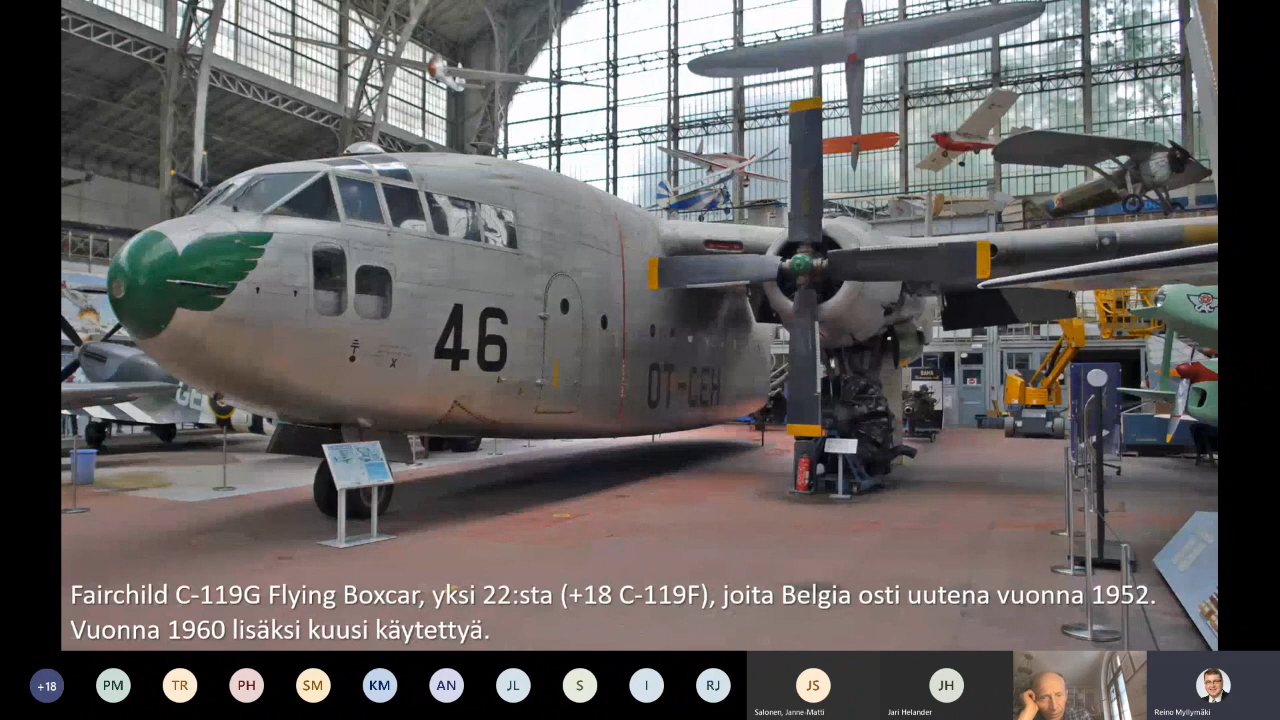 46
OT-CEH
GE
SAHA
Fairchild C-119G Flying Boxcar, yksi 22:sta (+18 C-119F), joita Belgia osti uutena vuonna 1952.
Vuonna 1960 lisäksi kuusi käytettyä.
+18 PM TR PH SM KM AN JL S I RJ JS JH
Salonen, Janne-Matti Jari Helander Reino Myllymäki